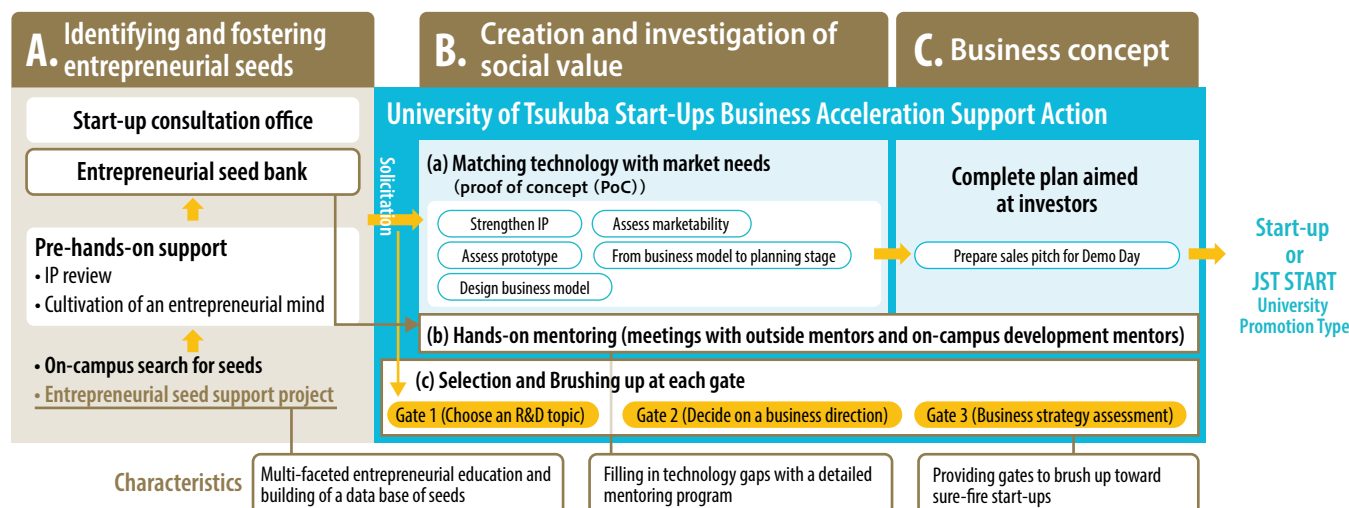 A. Identifying and fostering
entrepreneurial seeds
B. Creation and investigation of
social value
C. Business concept
Start-up consultation office
Entrepreneurial seed bank
Pre-hands-on support
• IP review
• Cultivation of an entrepreneurial mind
• On-campus search for seeds
• Entrepreneurial seed support project
University of Tsukuba Start-Ups Business Acceleration Support Action
Solicitation
(a) Matching technology with market needs
(proof of concept (PoC))
Strengthen IP
Assess marketability
Assess prototype
From business model to planning stage
Design business model
Complete plan aimed
at investors
Prepare sales pitch for Demo Day
(b) Hands-on mentoring (meetings with outside mentors and on-campus development mentors)
(c) Selection and Brushing up at each gate
Gate 1 (Choose an R&D topic)
Gate 2 (Decide on a business direction)
Gate 3 (Business strategy assessment)
Start-up
or
JST START
University
Promotion Type
Characteristics
Multi-faceted entrepreneurial education and
building of a data base of seeds
Filling in technology gaps with a detailed
mentoring program
Providing gates to brush up toward
sure-fire start-ups